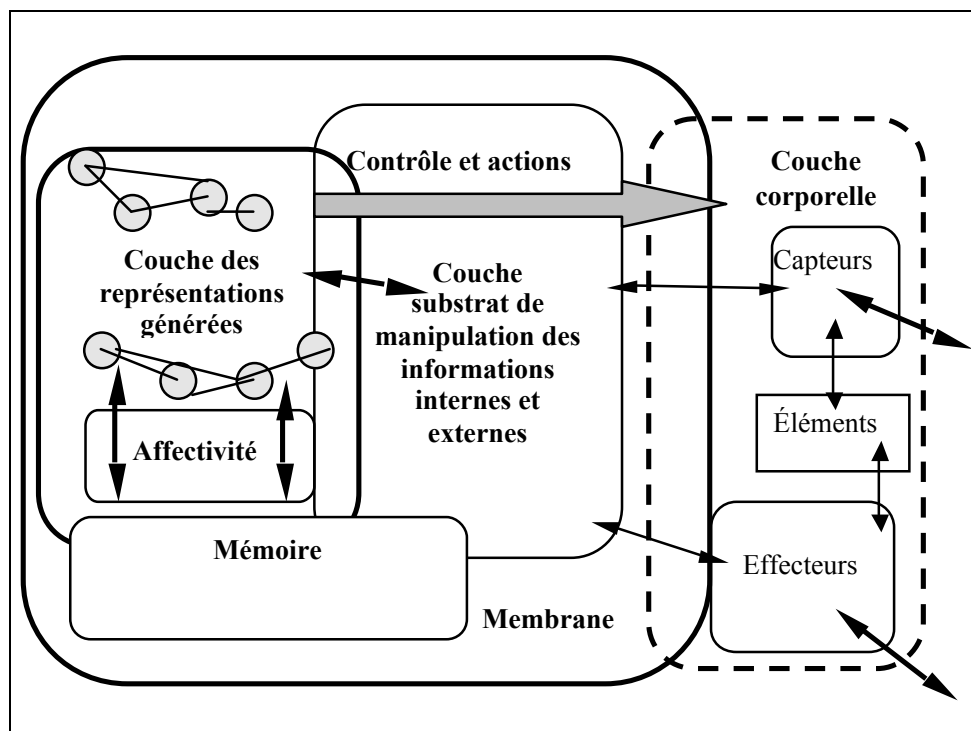 Contrôle et actions
Couche
corporelle
Couche des
représentations
générées
Couche
substrat de
manipulation des
informations
internes et
externes
Capteurs
Éléments
Affectivité
Mémoire
Effecteurs
Membrane